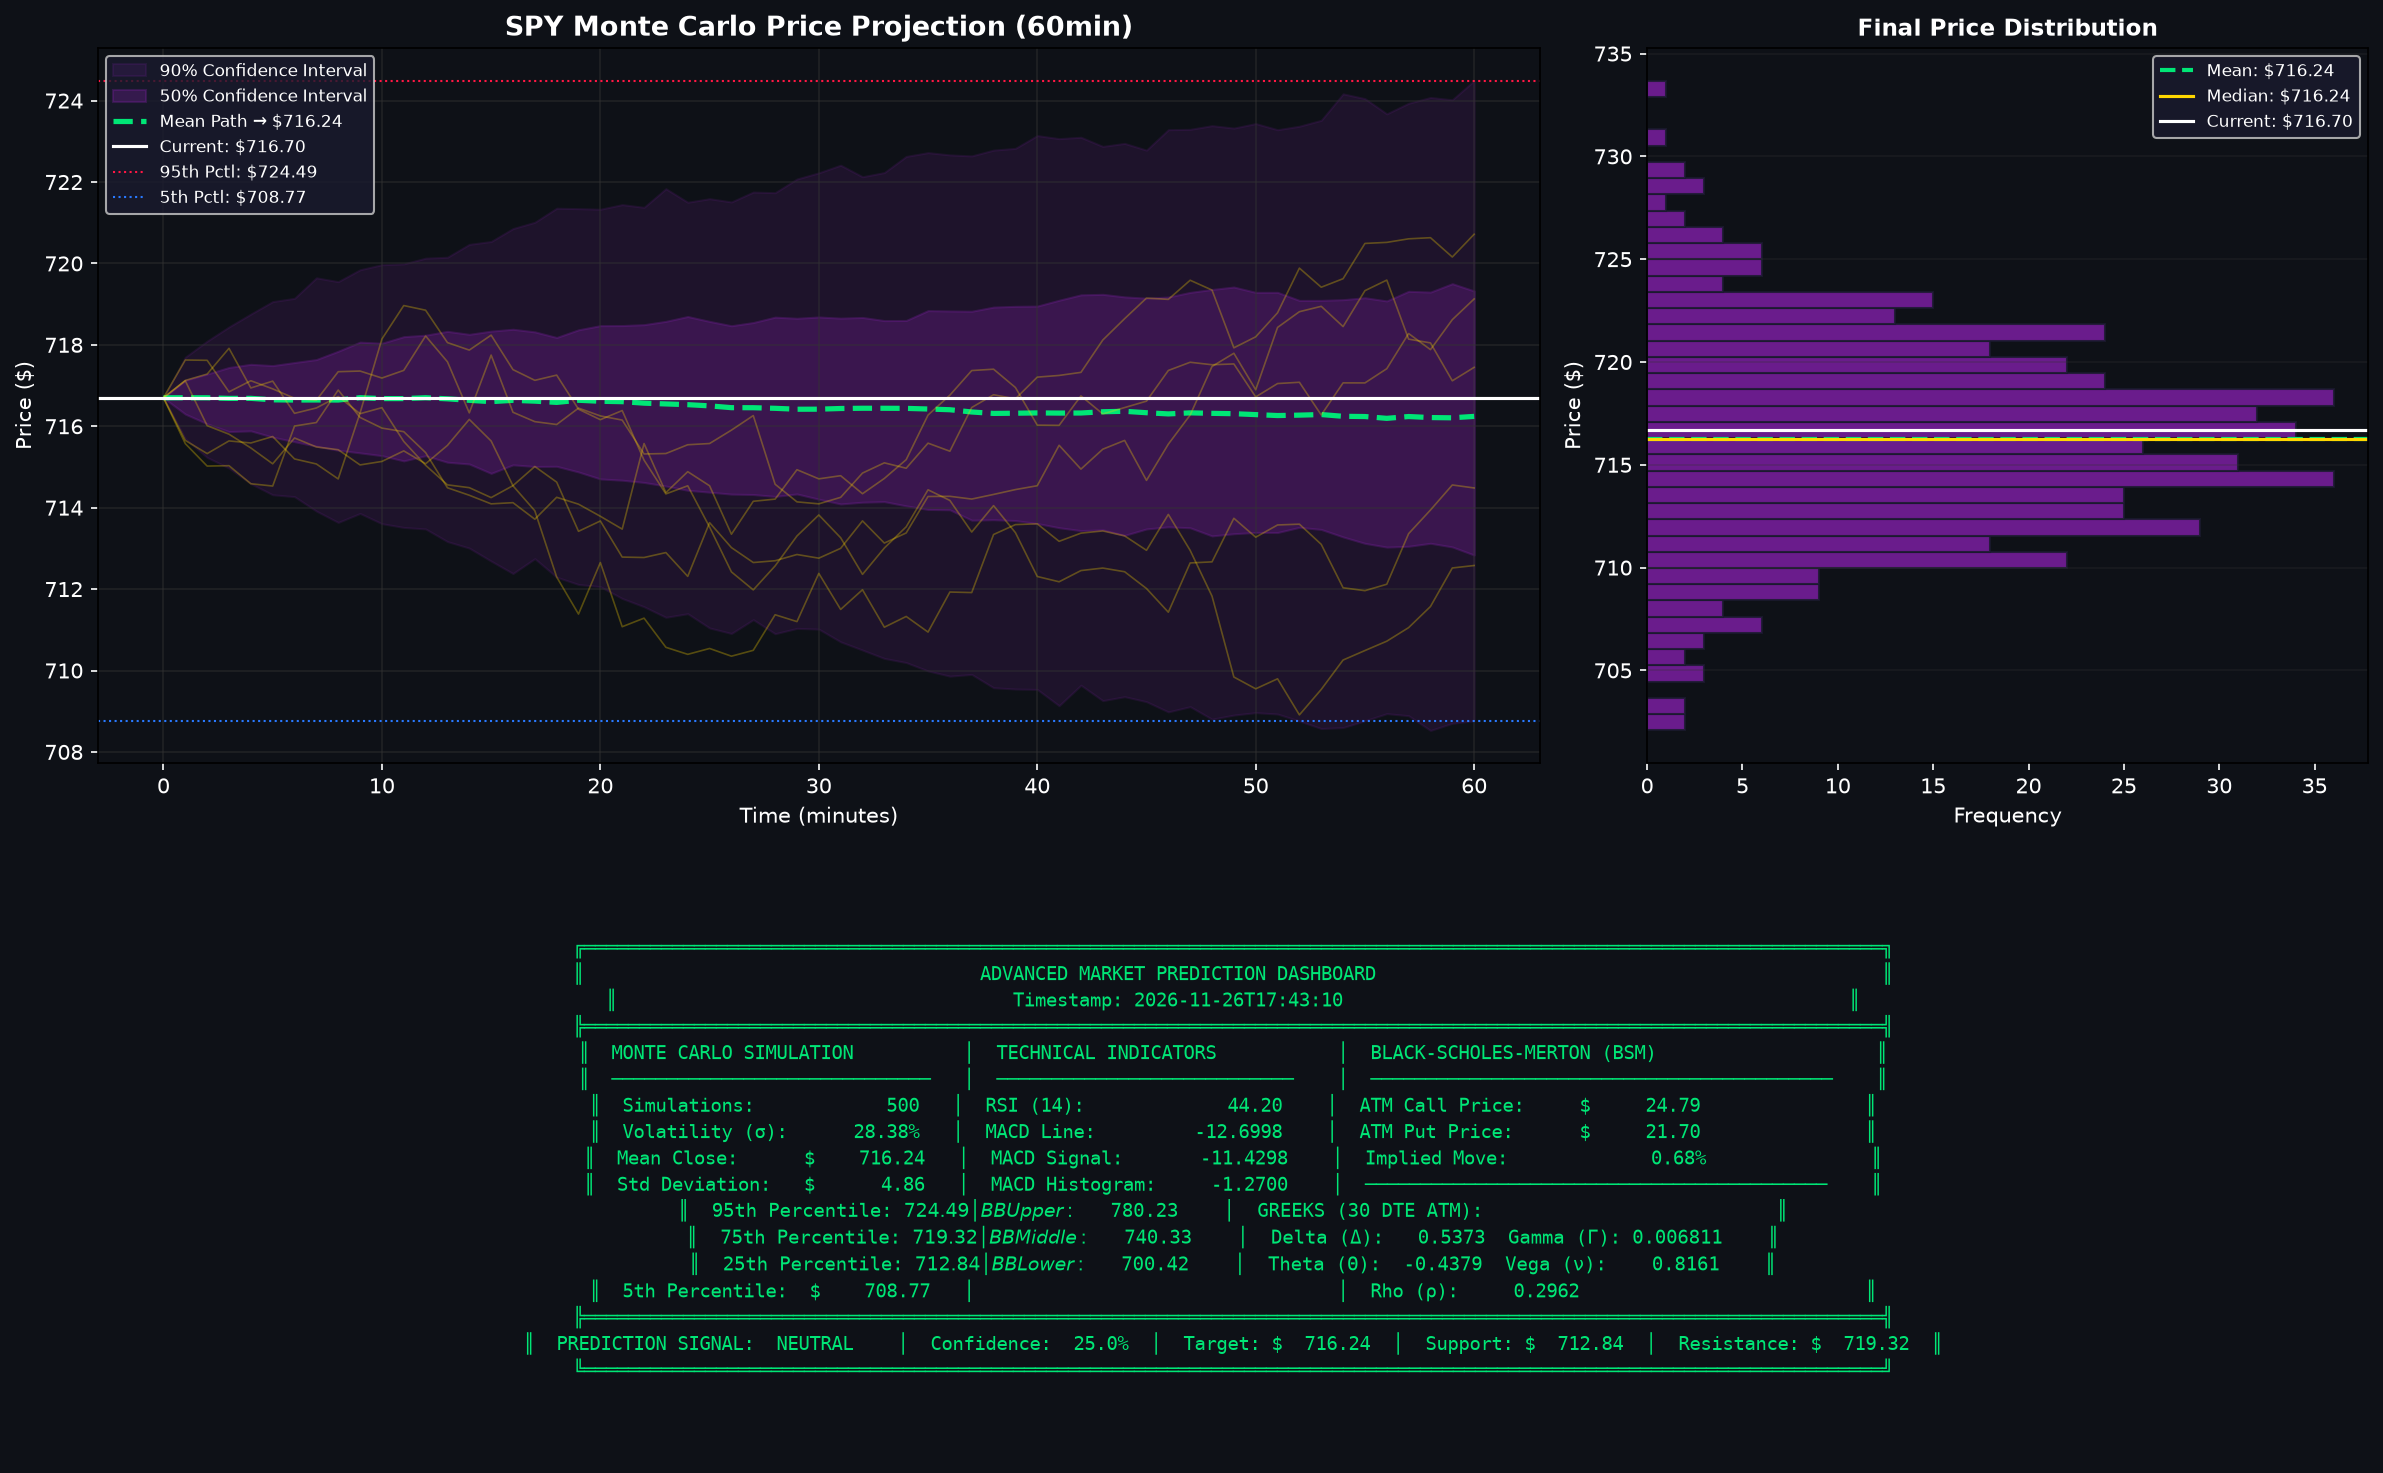 SPY Monte Carlo Price Projection (60min)
90% Confidence Interval
50% Confidence Interval
Mean Path → $716.24
Current: $716.70
95th Pctl: $724.49
5th Pctl: $708.77
Price ($)
724
722
720
718
716
714
712
710
708
0 10 20 30 40 50 60
Time (minutes)
Final Price Distribution
Mean: $716.24
Median: $716.24
Current: $716.70
Price ($)
735
730
725
720
715
710
705
0 5 10 15 20 25 30 35
Frequency
ADVANCED MARKET PREDICTION DASHBOARD
Timestamp: 2026-11-26T17:43:10
MONTE CARLO SIMULATION │ TECHNICAL INDICATORS │ BLACK-SCHOLES-MERTON (BSM)
Simulations: 500 │ RSI (14): 44.20 │ ATM Call Price: $ 24.79
Volatility (σ): 28.38% │ MACD Line: -12.6998 │ ATM Put Price: $ 21.70
Mean Close: $ 716.24 │ MACD Signal: -11.4298 │ Implied Move: 0.68%
Std Deviation: $ 4.86 │ MACD Histogram: -1.2700 │
95th Percentile: 724.49│BBUpper: 780.23 │ GREEKS (30 DTE ATM):
75th Percentile: 719.32│BBMiddle: 740.33 │ Delta (Δ): 0.5373 Gamma (Γ): 0.006811
25th Percentile: 712.84│BBLower: 700.42 │ Theta (Θ): -0.4379 Vega (ν): 0.8161
5th Percentile: $ 708.77 │ │ Rho (ρ): 0.2962
PREDICTION SIGNAL: NEUTRAL │ Confidence: 25.0% │ Target: $ 716.24 │ Support: $ 712.84 │ Resistance: $ 719.32